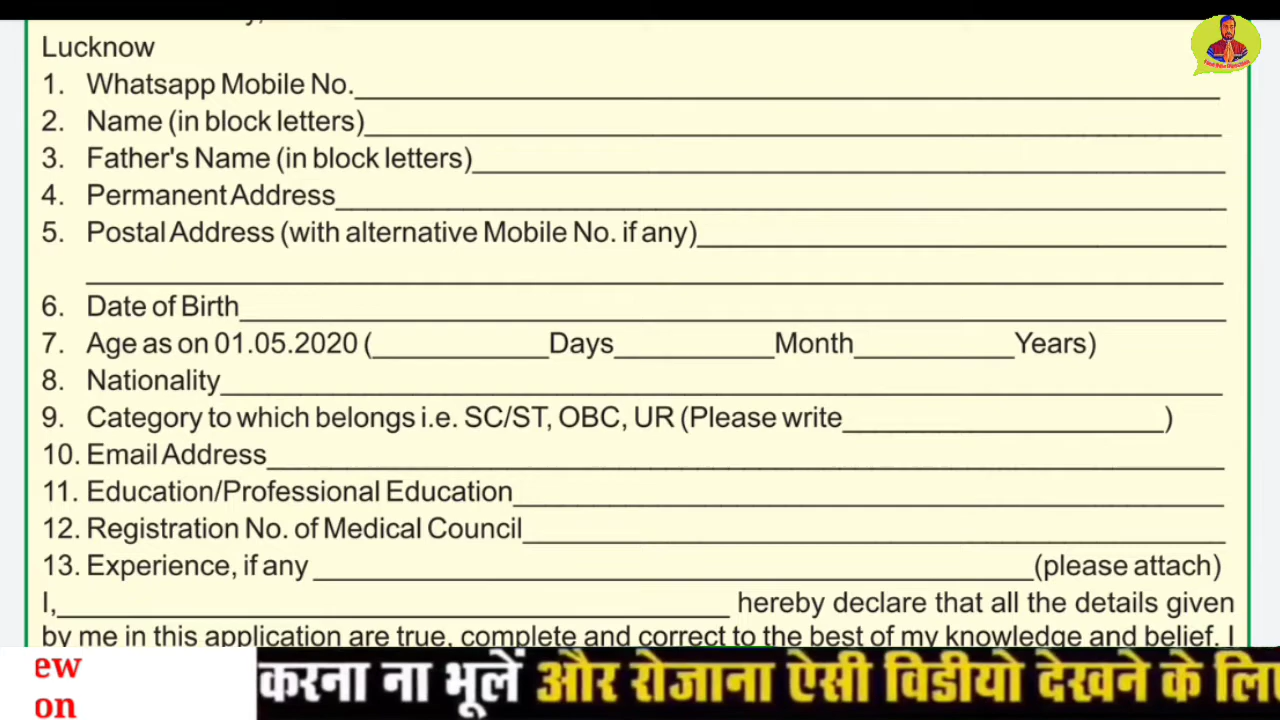 Lucknow
1. Whatsapp Mobile No.
2. Name (in block letters)
3. Father's Name (in block letters)
4. Permanent Address
5. Postal Address (with alternative Mobile No. if any)
6. Date of Birth
7. Age as on 01.05.2020 (__________Days_________Month_________Years)
8. Nationality
9. Category to which belongs i.e. SC/ST, OBC, UR (Please write__________________)
10. Email Address
11. Education/Professional Education
12. Registration No. of Medical Council
13. Experience, if any ________________________________________(please attach)
I,______________________________________ hereby declare that all the details given
by me in this application are true, complete and correct to the best of my knowledge and belief. I
ew
on
करना ना भूलें और रोजाना ऐसी विडीयो देखने के लिए